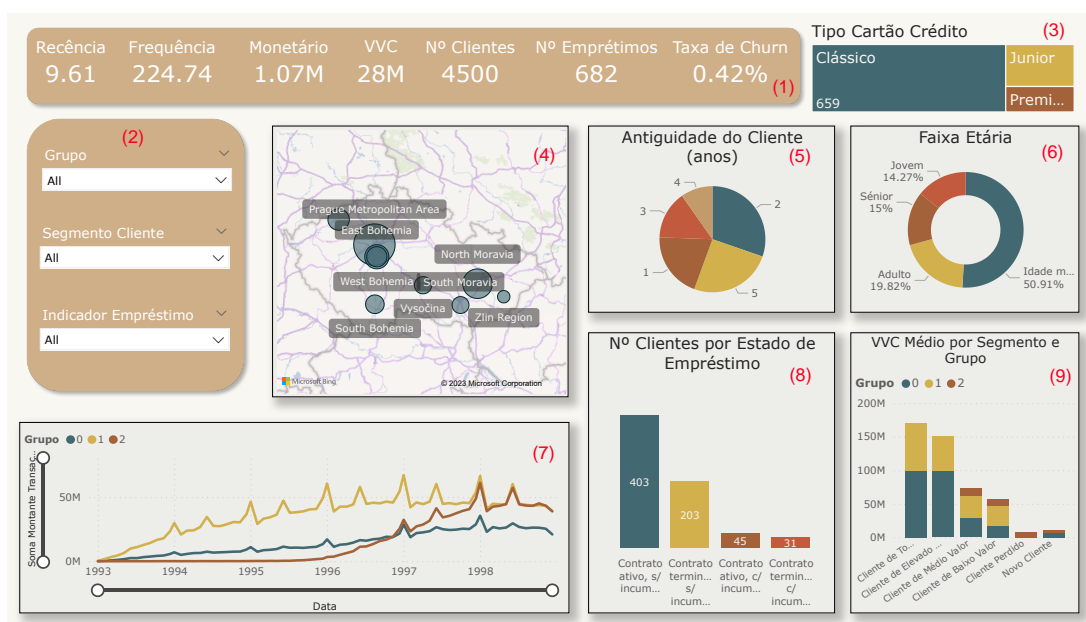 Recência Frequência Monetário VVC Nº Clientes Nº Emprétimos Taxa de Churn
9.61 224.74 1.07M 28M 4500 682 0.42%
(1)
Tipo Cartão Crédito (3)
Clássico Junior
659 Premi...
(2)
Grupo
All
Segmento Cliente
All
Indicador Empréstimo
All
(4)
Prague Metropolitan Area
East Bohemia
North Moravia
West Bohemia South Moravia
Vysočina Zlin Region
South Bohemia
Microsoft Bing © 2023 Microsoft Corporation
Antiguidade do Cliente
(anos) (5)
4
2
3
1
5
Faixa Etária
(6)
Jovem
14.27%
Sénior
15%
Adulto
19.82%
Idade m...
50.91%
Grupo 0 1 2
(7)
Soma Montante Transac...
50M
0M
1993 1994 1995 1996 1997 1998
Data
Nº Clientes por Estado de
Empréstimo
(8)
403
203
45 31
Contrato
ativo, s/
incum...
Contrato
termin...
s/
incum...
Contrato
ativo, c/
incum...
Contrato
termin...
c/
incum...
VVC Médio por Segmento e
Grupo
(9)
Grupo 0 1 2
200M
150M
100M
50M
0M
Cliente de To...
Cliente de Elevado ...
Cliente de Médio Valor
Cliente de Baixo Valor
Cliente Perdido
Novo Cliente